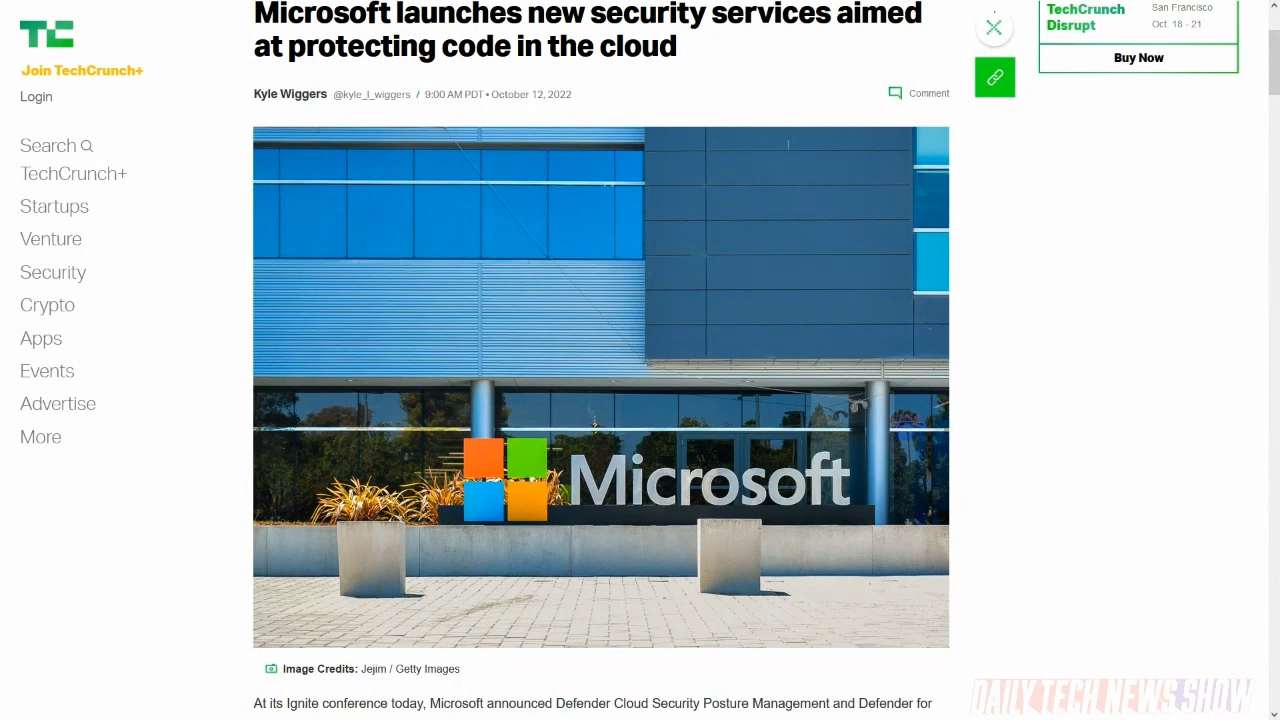 TC
Join TechCrunch+
Login
Search
TechCrunch+
Startups
Venture
Security
Crypto
Apps
Events
Advertise
More
Microsoft launches new security services aimed
at protecting code in the cloud
Kyle Wiggers @kyle_l_wiggers / 9:00 AM PDT • October 12, 2022
Comment
Microsoft
Image Credits: Jejim / Getty Images
At its Ignite conference today, Microsoft announced Defender Cloud Security Posture Management and Defender for
TechCrunch
Disrupt
San Francisco
Oct. 18 - 21
Buy Now
DAILY TECH NEWS SHOW